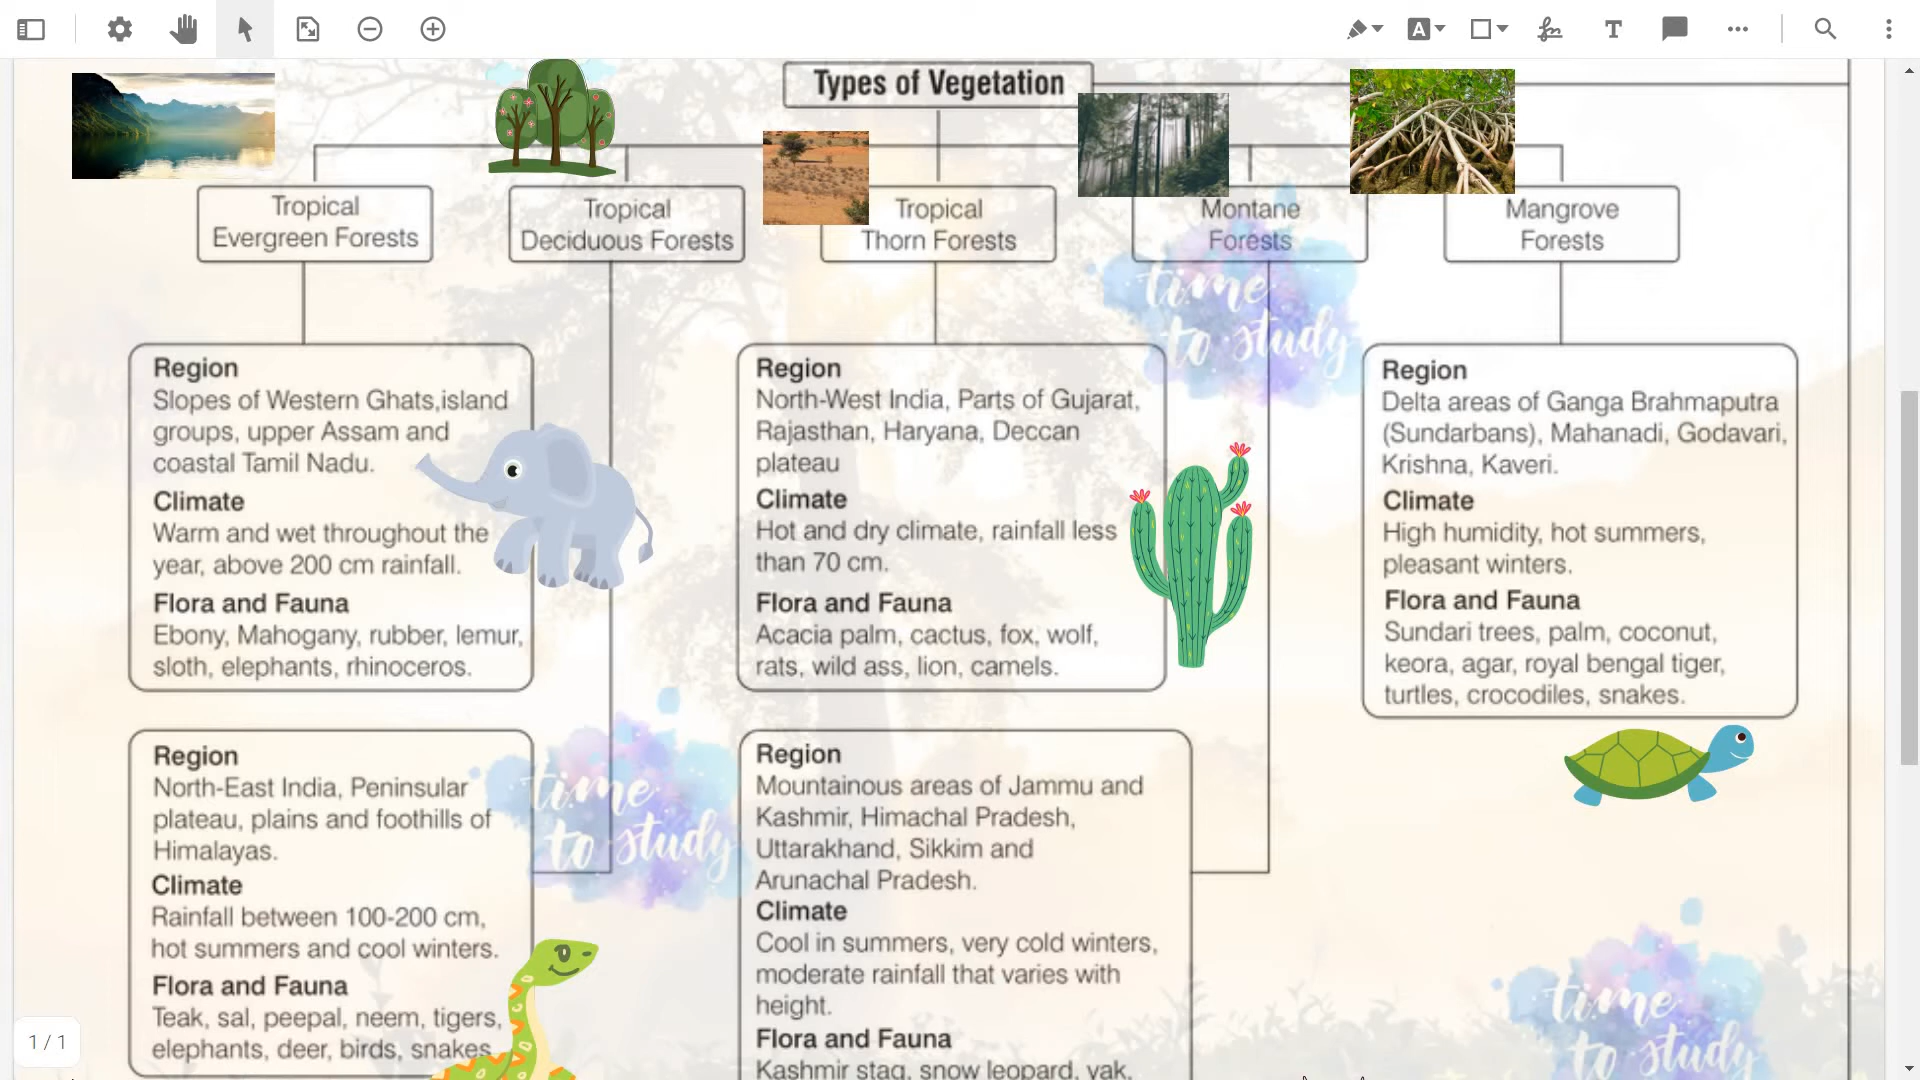 Types of Vegetation
Tropical
Evergreen Forests
Tropical
Deciduous Forests
Tropical
Thorn Forests
Montane
Forests
Mangrove
Forests
time
to study
Region
Slopes of Western Ghats,island
groups, upper Assam and
coastal Tamil Nadu.
Climate
Warm and wet throughout the
year, above 200 cm rainfall.
Flora and Fauna
Ebony, Mahogany, rubber, lemur,
sloth, elephants, rhinoceros.
Region
North-West India, Parts of Gujarat,
Rajasthan, Haryana, Deccan
plateau
Climate
Hot and dry climate, rainfall less
than 70 cm.
Flora and Fauna
Acacia palm, cactus, fox, wolf,
rats, wild ass, lion, camels.
Region
Delta areas of Ganga Brahmaputra
(Sundarbans), Mahanadi, Godavari,
Krishna, Kaveri.
Climate
High humidity, hot summers,
pleasant winters.
Flora and Fauna
Sundari trees, palm, coconut,
keora, agar, royal bengal tiger,
turtles, crocodiles, snakes.
Region
North-East India, Peninsular
plateau, plains and foothills of
Himalayas.
Climate
Rainfall between 100-200 cm,
hot summers and cool winters.
Flora and Fauna
Teak, sal, peepal, neem, tigers,
elephants, deer, birds, snakes
time
to study
Region
Mountainous areas of Jammu and
Kashmir, Himachal Pradesh,
Uttarakhand, Sikkim and
Arunachal Pradesh.
Climate
Cool in summers, very cold winters,
moderate rainfall that varies with
height.
Flora and Fauna
Kashmir stag, snow leopard, yak,
time
to study
1 / 1